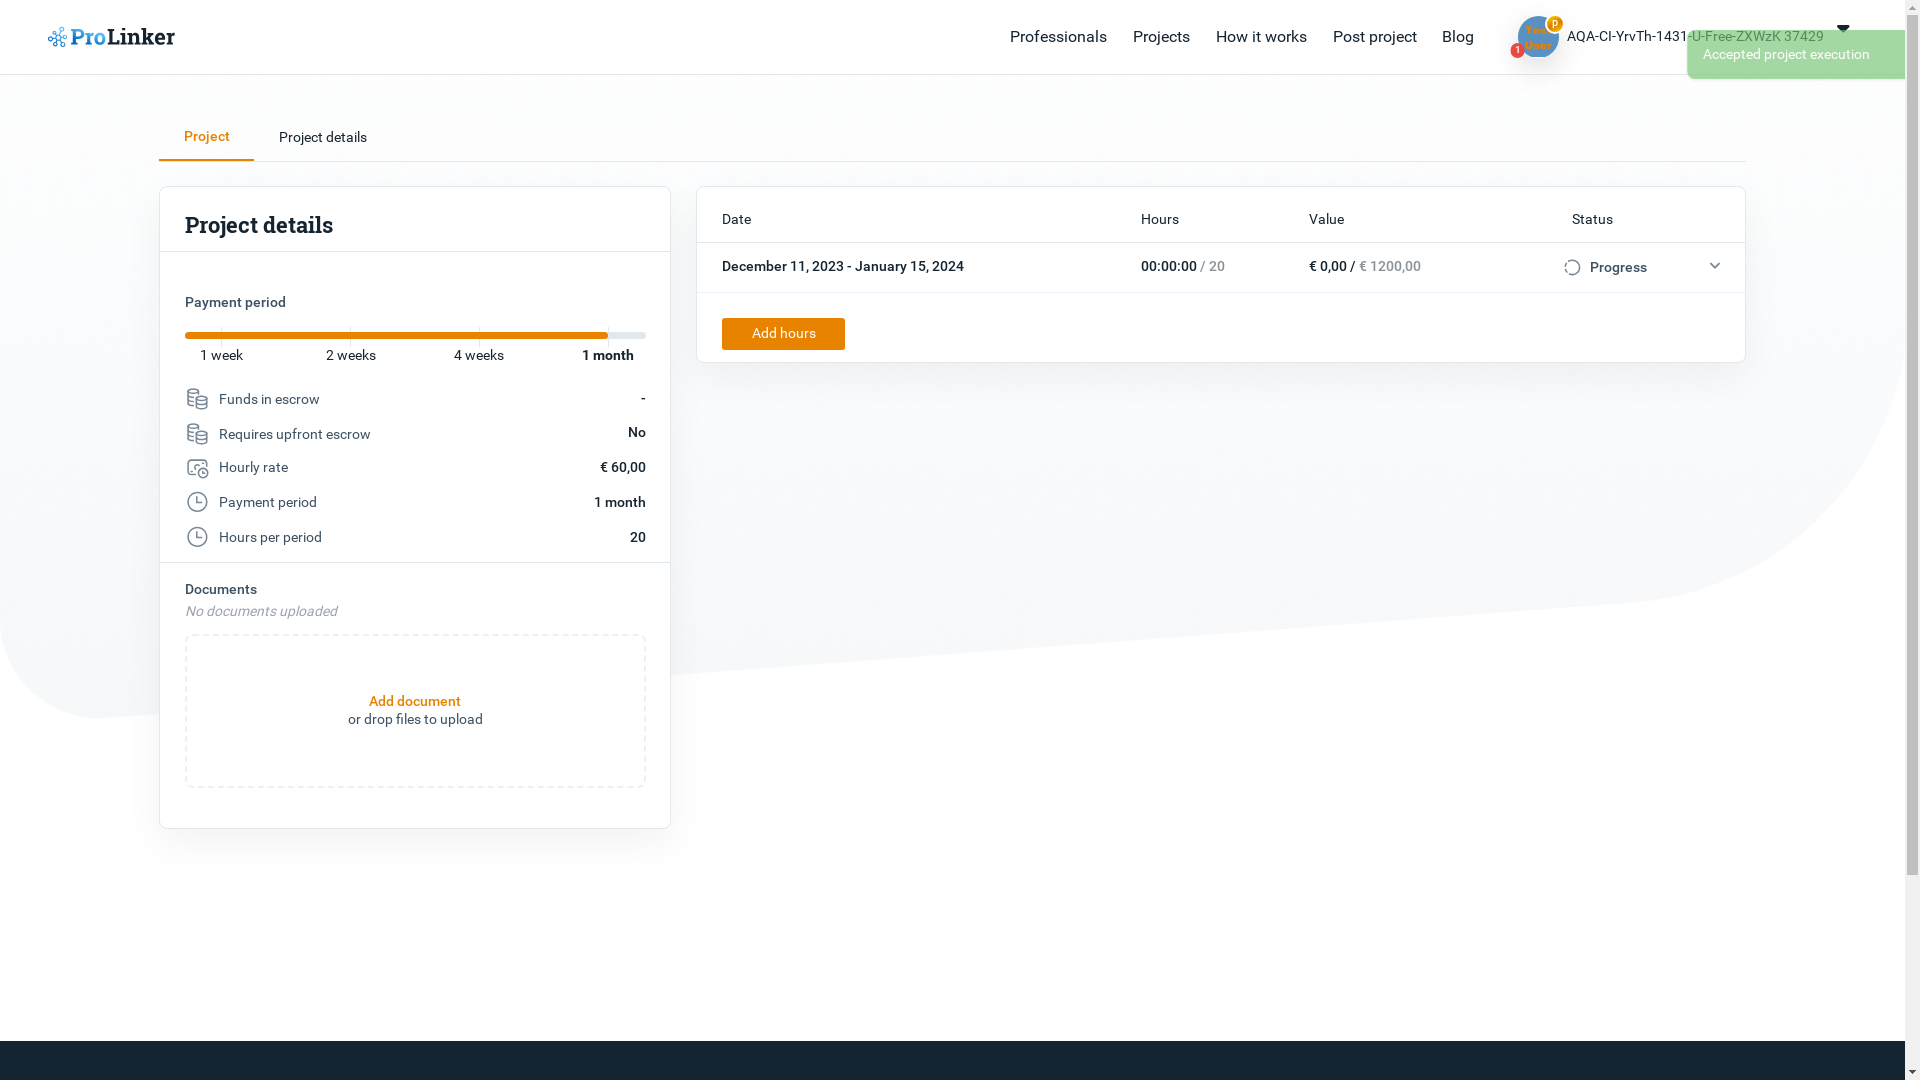 ProLinker
Professionals Projects How it works Post project Blog
Test User
p
1
AQA-CI-YrvTh-1431-U-Free-ZXWzK 37429
Accepted project execution
Project
Project details
Project details
Payment period
1 week 2 weeks 4 weeks 1 month
Funds in escrow -
Requires upfront escrow No
Hourly rate € 60,00
Payment period 1 month
Hours per period 20
Documents
No documents uploaded
Add document
or drop files to upload
Date Hours Value Status
December 11, 2023 - January 15, 2024 00:00:00 / 20 € 0,00 / € 1200,00 Progress
Add hours